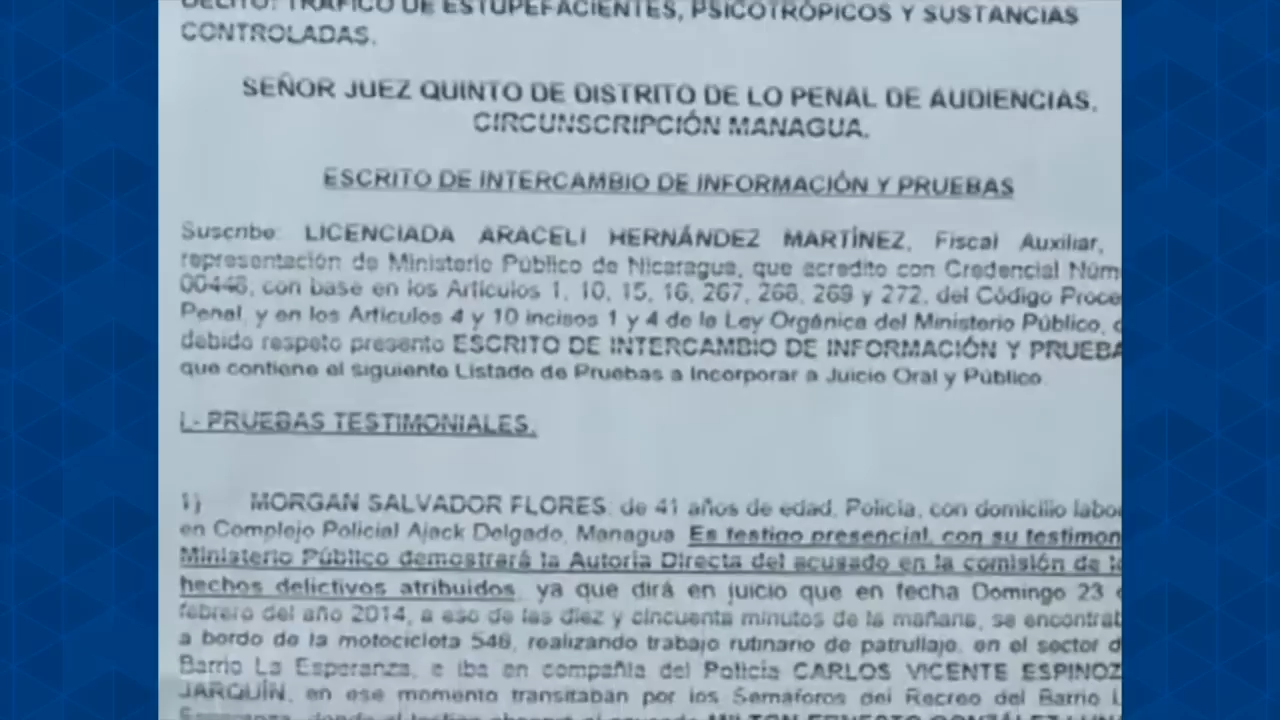 DELITO: TRÁFICO DE ESTUPEFACIENTES, PSICOTRÓPICOS Y SUSTANCIAS
CONTROLADAS.
SEÑOR JUEZ QUINTO DE DISTRITO DE LO PENAL DE AUDIENCIAS.
CIRCUNSCRIPCIÓN MANAGUA.
ESCRITO DE INTERCAMBIO DE INFORMACIÓN Y PRUEBAS
Suscribe: LICENCIADA ARACELI HERNÁNDEZ MARTÍNEZ, Fiscal Auxiliar,
representación de Ministerio Público de Nicaragua, que acredito con Credencial Núm
00446, con base en los Artículos 1, 10, 15, 16, 267, 268, 269 y 272, del Código Proce
Penal, y en los Artículos 4 y 10 incisos 1 y 4 de la Ley Orgánica del Ministerio Público, c
debido respeto presento ESCRITO DE INTERCAMBIO DE INFORMACIÓN Y PRUEBA
que contiene el siguiente Listado de Pruebas a Incorporar a Juicio Oral y Público.
I.- PRUEBAS TESTIMONIALES.
1) MORGAN SALVADOR FLORES: de 41 años de edad, Policía, con domicilio labo
en Complejo Policial Ajack Delgado, Managua. Es testigo presencial, con su testimon
Ministerio Público demostrará la Autoría Directa del acusado en la comisión de l
hechos delictivos atribuidos, ya que dirá en juicio que en fecha Domingo 23
febrero del año 2014, a eso de las diez y cincuenta minutos de la mañana, se encontrab
a bordo de la motocicleta 546, realizando trabajo rutinario de patrullaje, en el sector d
Barrio La Esperanza, e iba en compañía del Policía CARLOS VICENTE ESPINOZ
JARQUÍN, en ese momento transitaban por los Semáforos del Recreo del Barrio L